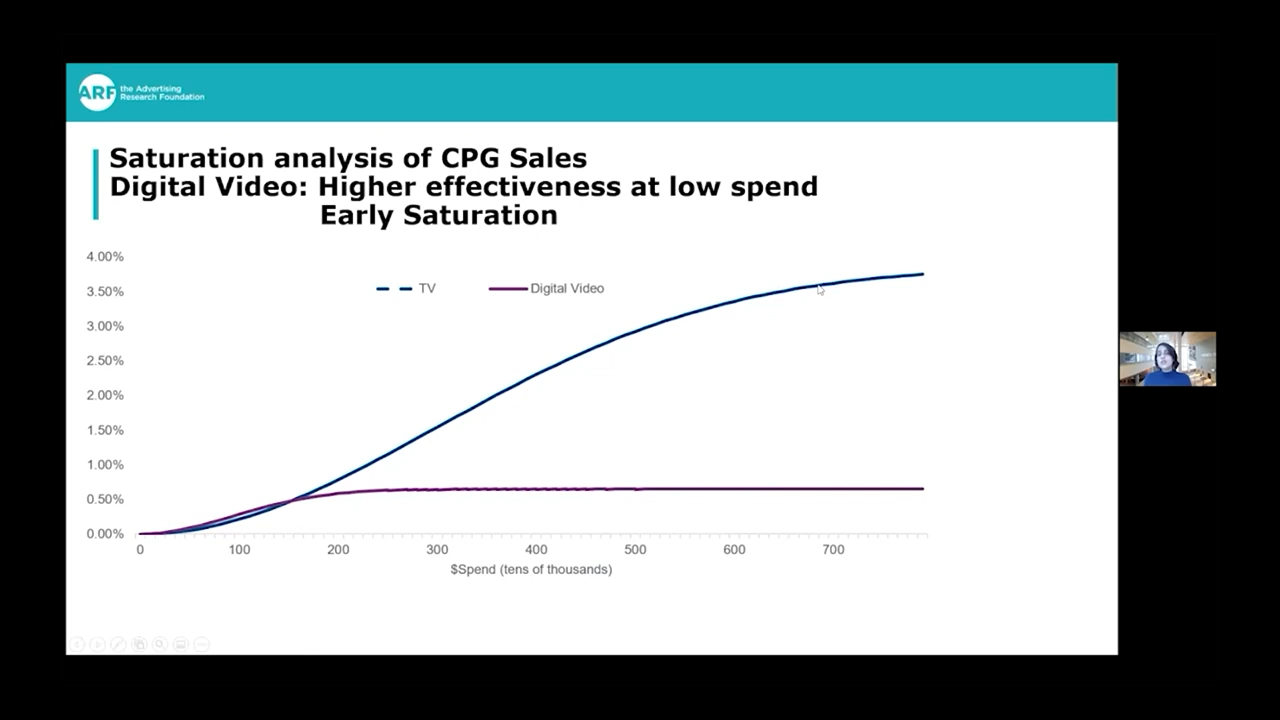 ARF
the Advertising
Research Foundation
Saturation analysis of CPG Sales
Digital Video: Higher effectiveness at low spend
Early Saturation
4.00%
3.50%
3.00%
2.50%
2.00%
1.50%
1.00%
0.50%
0.00%
TV
Digital Video
0 100 200 300 400 500 600 700
$Spend (tens of thousands)